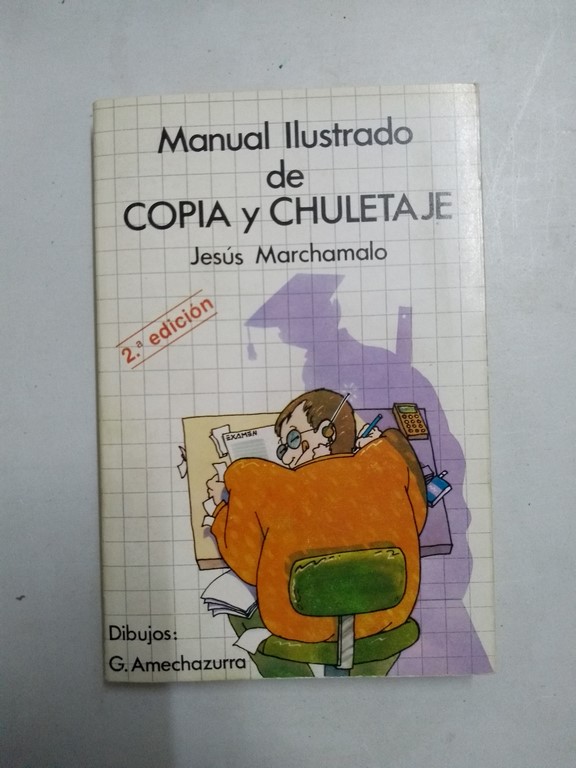 Manual Ilustrado
de
COPIA y CHULETAJE
Jesús Marchamalo
2.ª edición
EXAMEN
Dibujos:
G. Amechazurra